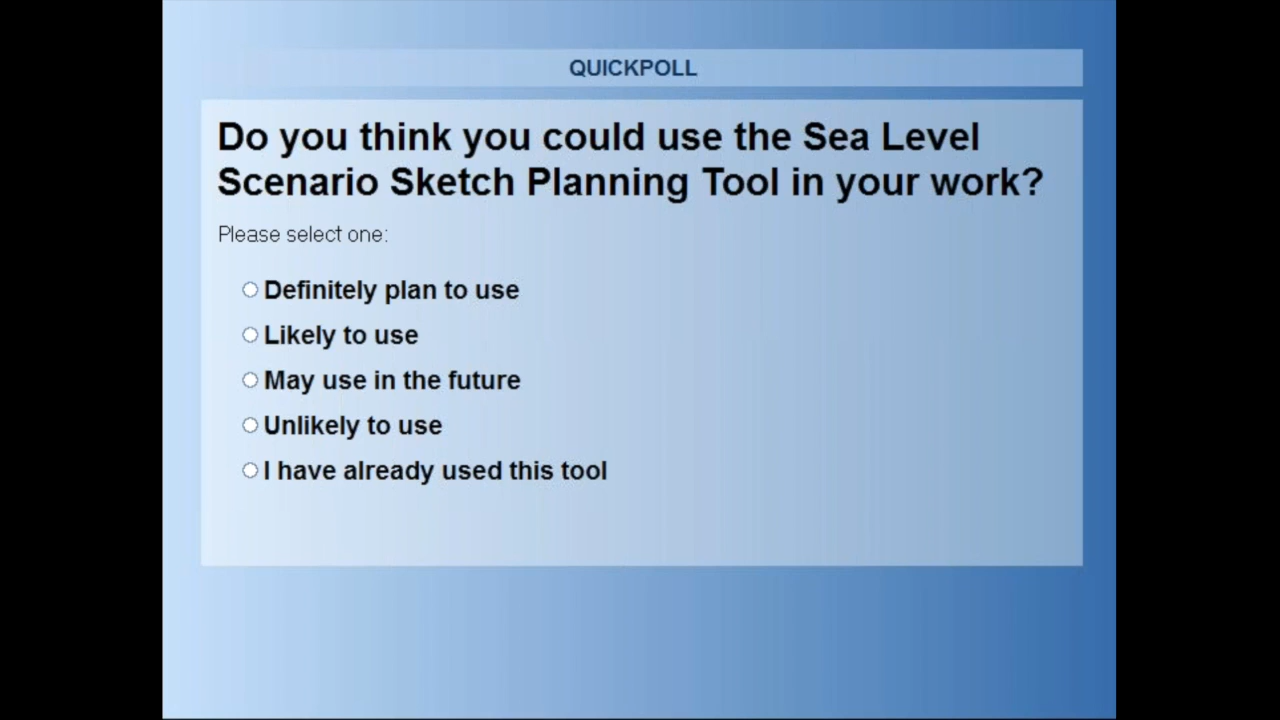 QUICKPOLL
Do you think you could use the Sea Level
Scenario Sketch Planning Tool in your work?
Please select one:
Definitely plan to use
Likely to use
May use in the future
Unlikely to use
I have already used this tool